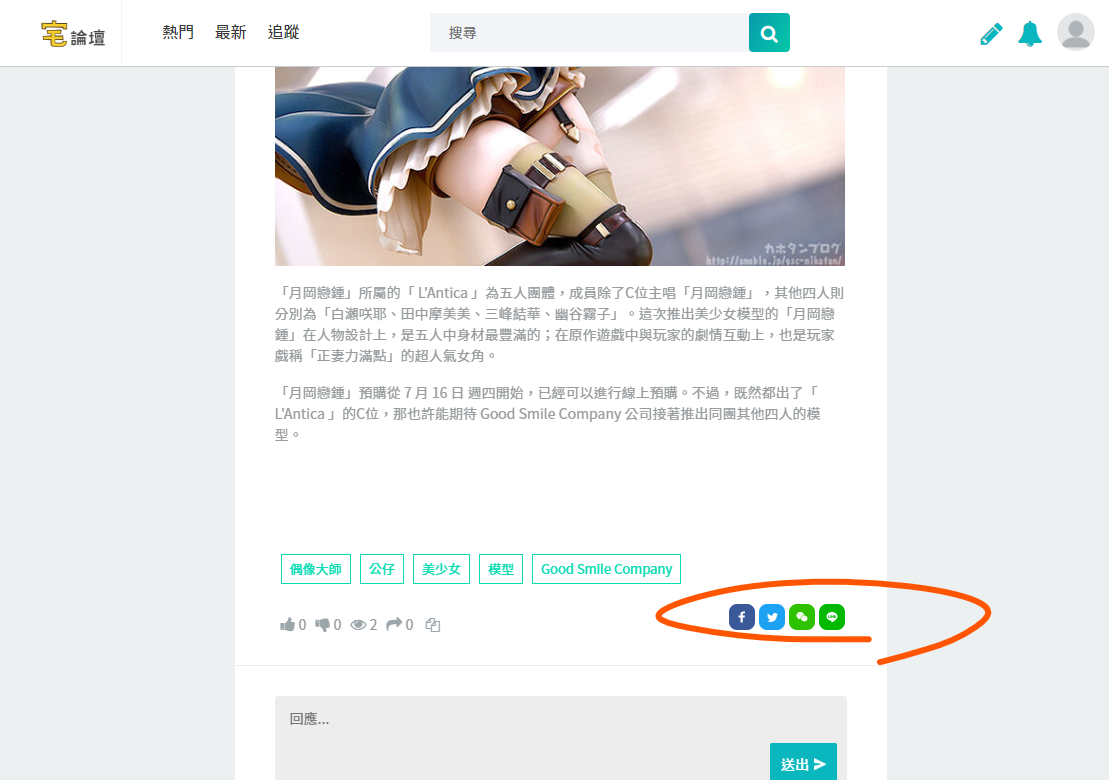 宅論壇
熱門 最新 追蹤
搜尋
カホタンブログ
http://ameblo.jp/gsc-mikatan/
「月岡戀鍾」所屬的「 L'Antica 」為五人團體，成員除了C位主唱「月岡戀鍾」，其他四人則
分別為「白瀨咲耶、田中摩美美、三峰結華、幽谷霧子」。這次推出美少女模型的「月岡戀
鍾」在人物設計上，是五人中身材最豐滿的；在原作遊戲中與玩家的劇情互動上，也是玩家
戲稱「正妻力滿點」的超人氣女角。
「月岡戀鍾」預購從 7 月 16 日 週四開始，已經可以進行線上預購。不過，既然都出了「
L'Antica 」的C位，那也許能期待 Good Smile Company 公司接著推出同團其他四人的模
型。
偶像大師 公仔 美少女 模型 Good Smile Company
0 0 2 0
回應...
送出